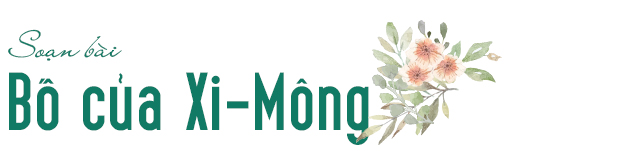 Soạn bài
Bố của Xi-Mông